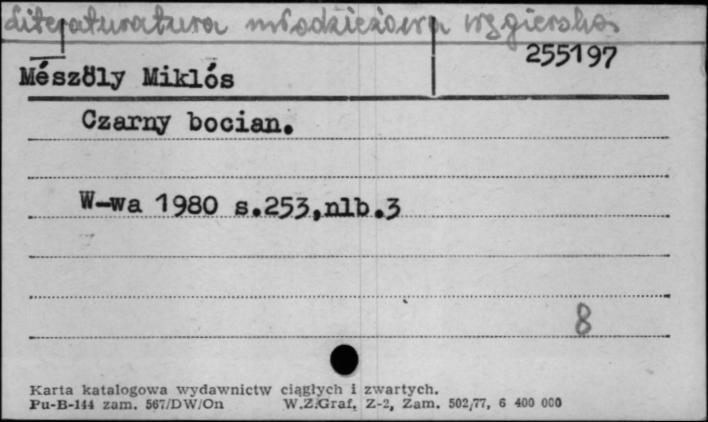 Literaturatura młodzieżowa węgierska
255197
Mészöly Miklós
Czarny bocian.
W-wa 1980 s.253,nlb.3
8
Karta katalogowa wydawnictw ciągłych i zwartych.
Pu-B-144 zam. 567/DW/On W.Z.Graf. Z-2, Zam. 502/77, 6 400 000